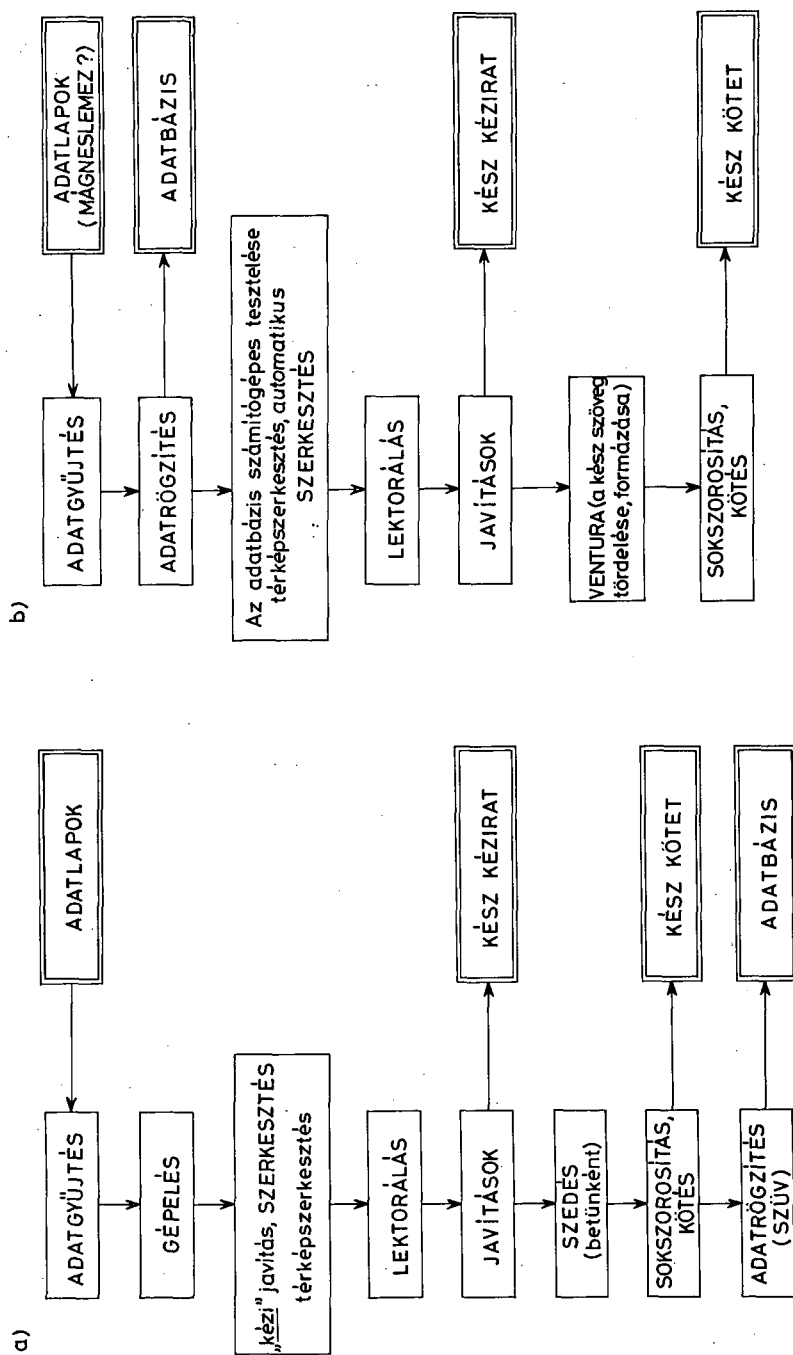 a)
ADATGYŰJTÉS
ADATLAPOK
GÉPELÉS
„kézi” javítás, SZERKESZTÉS
térképszerkesztés
LEKTORÁLÁS
JAVÍTÁSOK
KÉSZ KÉZIRAT
SZEDÉS
(betűnként)
SOKSZOROSÍTÁS,
KÖTÉS
KÉSZ KÖTET
ADATRÖGZÍTÉS
(SZÜV)
ADATBÁZIS
b)
ADATGYŰJTÉS
ADATLAPOK
(MÁGNESLEMEZ?)
ADATRÖGZÍTÉS
ADATBÁZIS
Az adatbázis számítógépes tesztelése
térképszerkesztés, automatikus
SZERKESZTÉS
LEKTORÁLÁS
JAVÍTÁSOK
KÉSZ KÉZIRAT
VENTURA (a kész szöveg
tördelése, formázása)
SOKSZOROSÍTÁS,
KÖTÉS
KÉSZ KÖTET